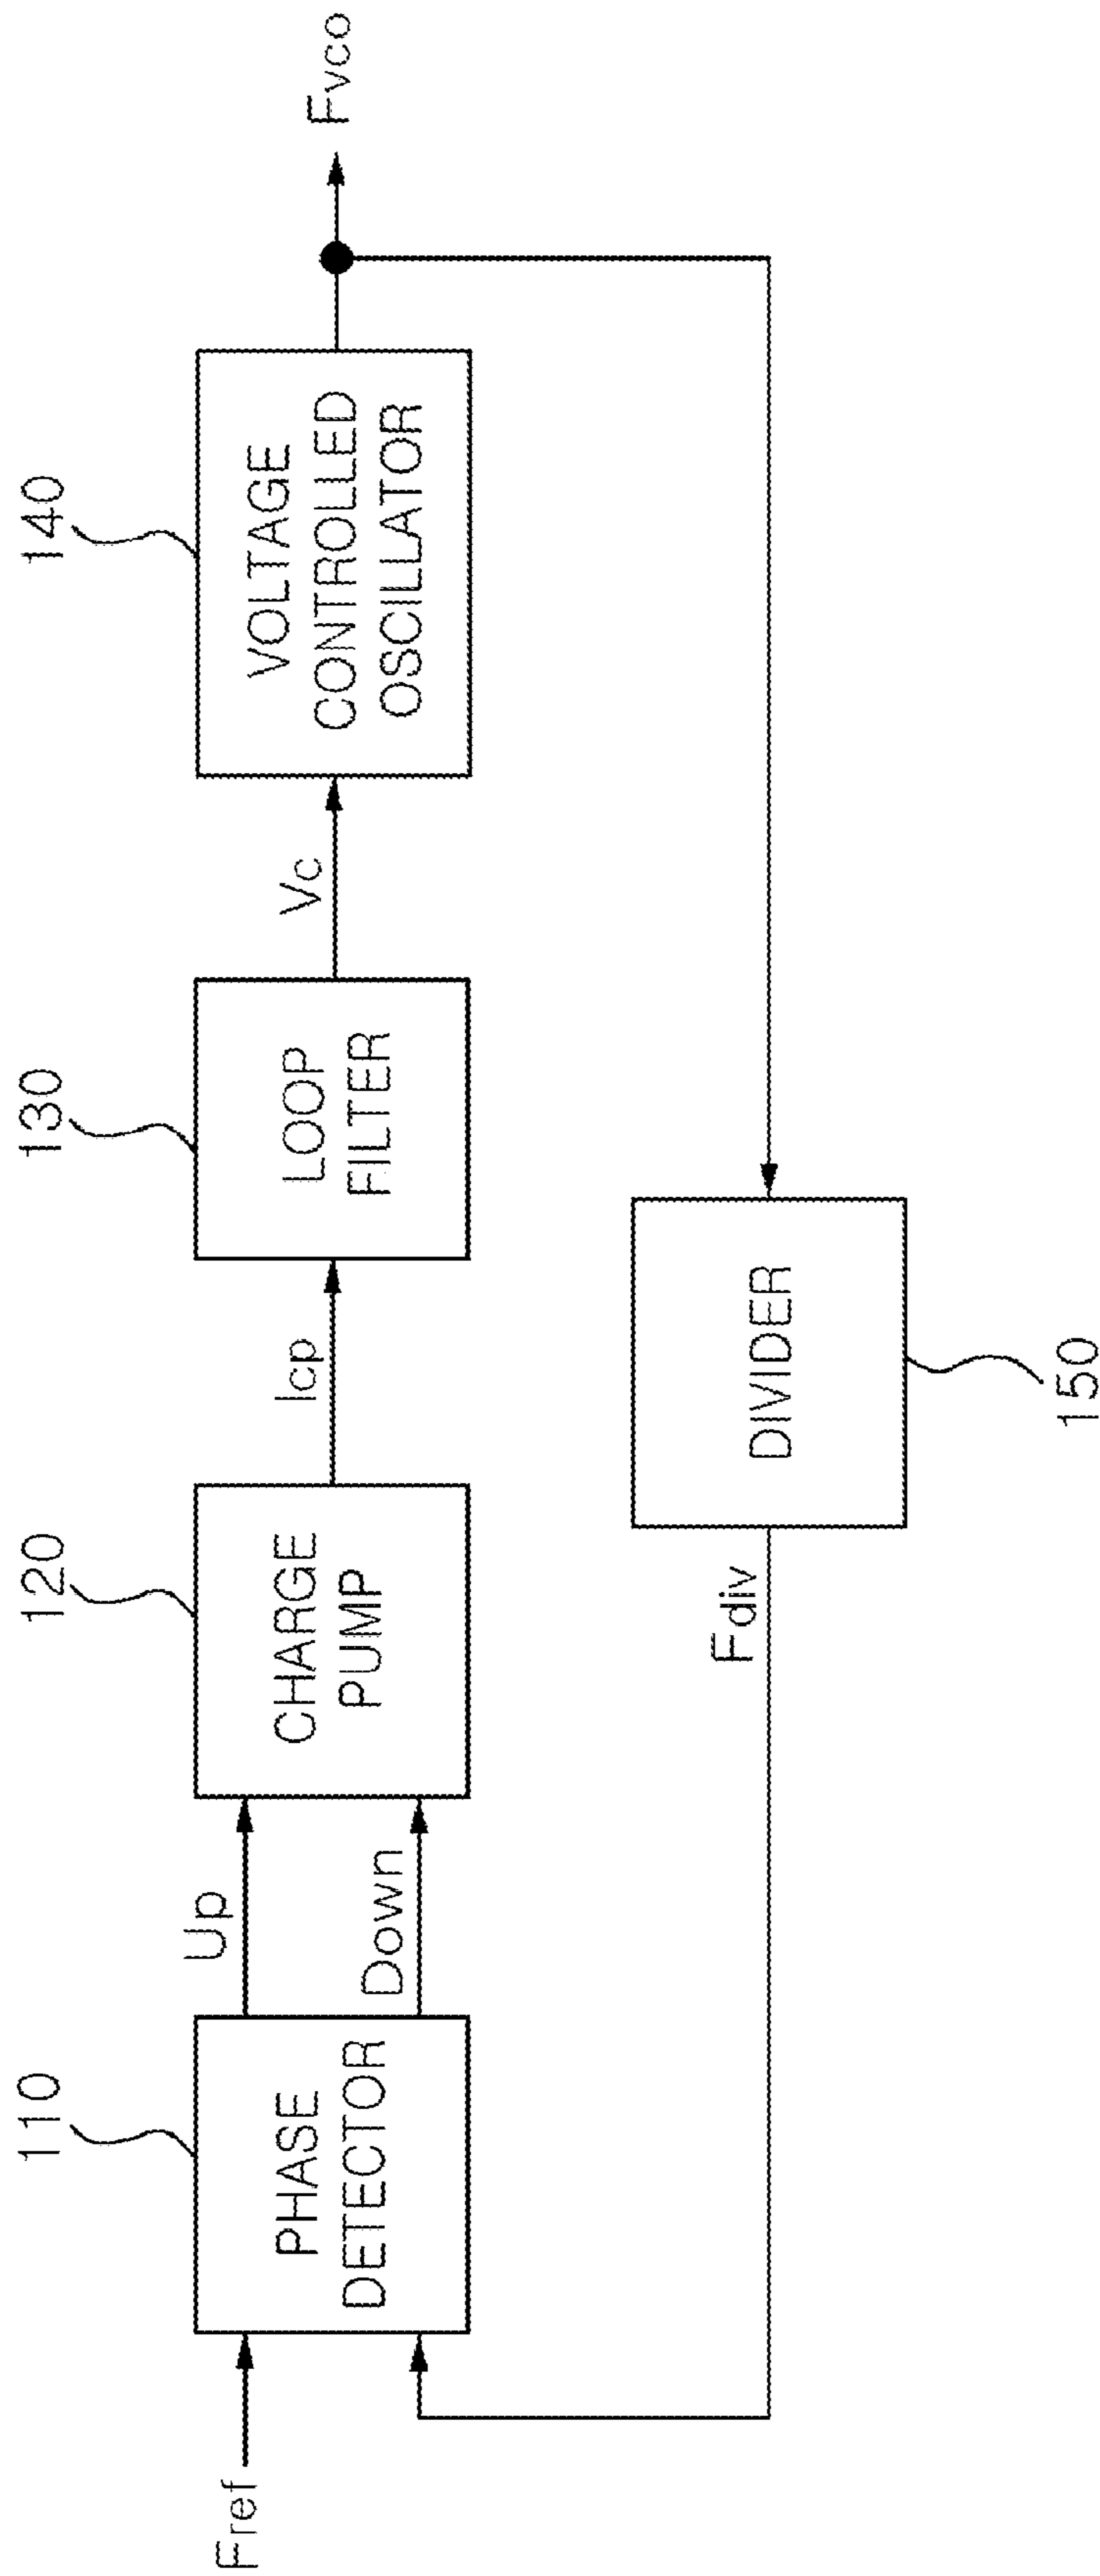 110
120
130
140
Fref
PHASE
DETECTOR
Up
Down
CHARGE
PUMP
Icp
LOOP
FILTER
Vc
VOLTAGE
CONTROLLED
OSCILLATOR
Fvco
Fdiv
DIVIDER
150